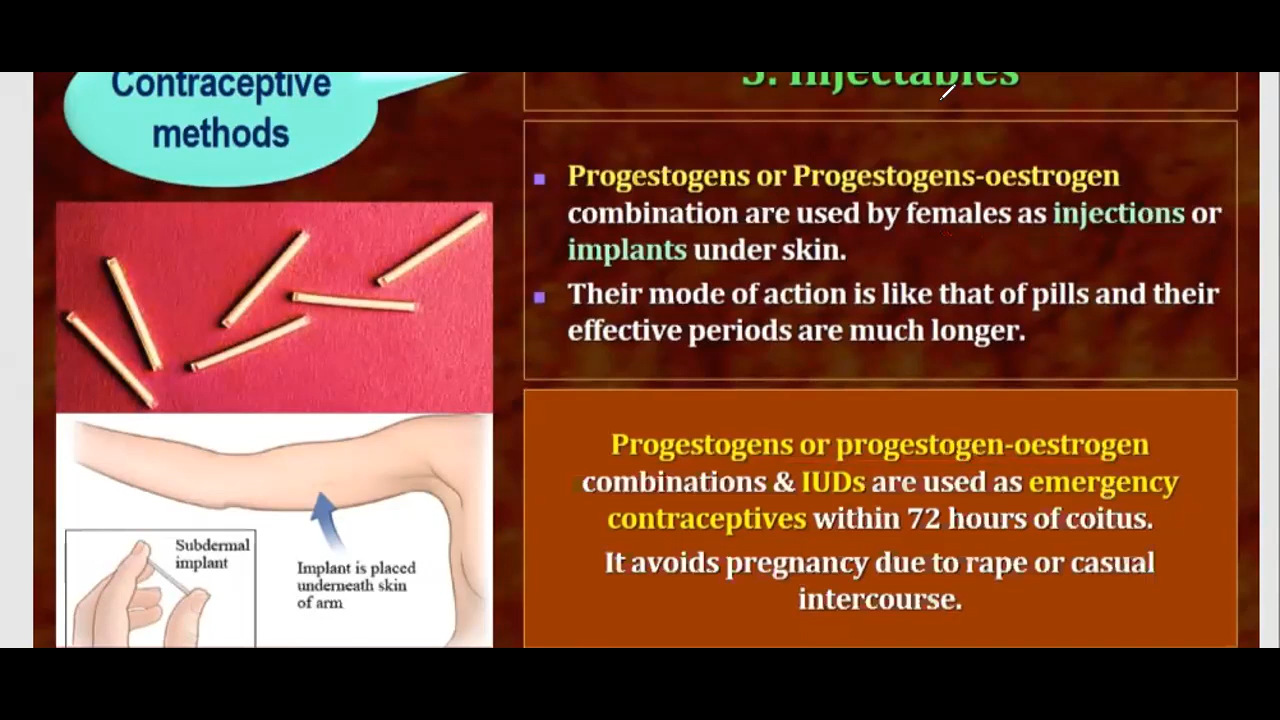 Contraceptive
methods
5. Injectables
Progestogens or Progestogens-oestrogen
combination are used by females as injections or
implants under skin.
Their mode of action is like that of pills and their
effective periods are much longer.
Progestogens or progestogen-oestrogen
combinations & IUDs are used as emergency
contraceptives within 72 hours of coitus.
It avoids pregnancy due to rape or casual
intercourse.
Subdermal
implant
Implant is placed
underneath skin
of arm